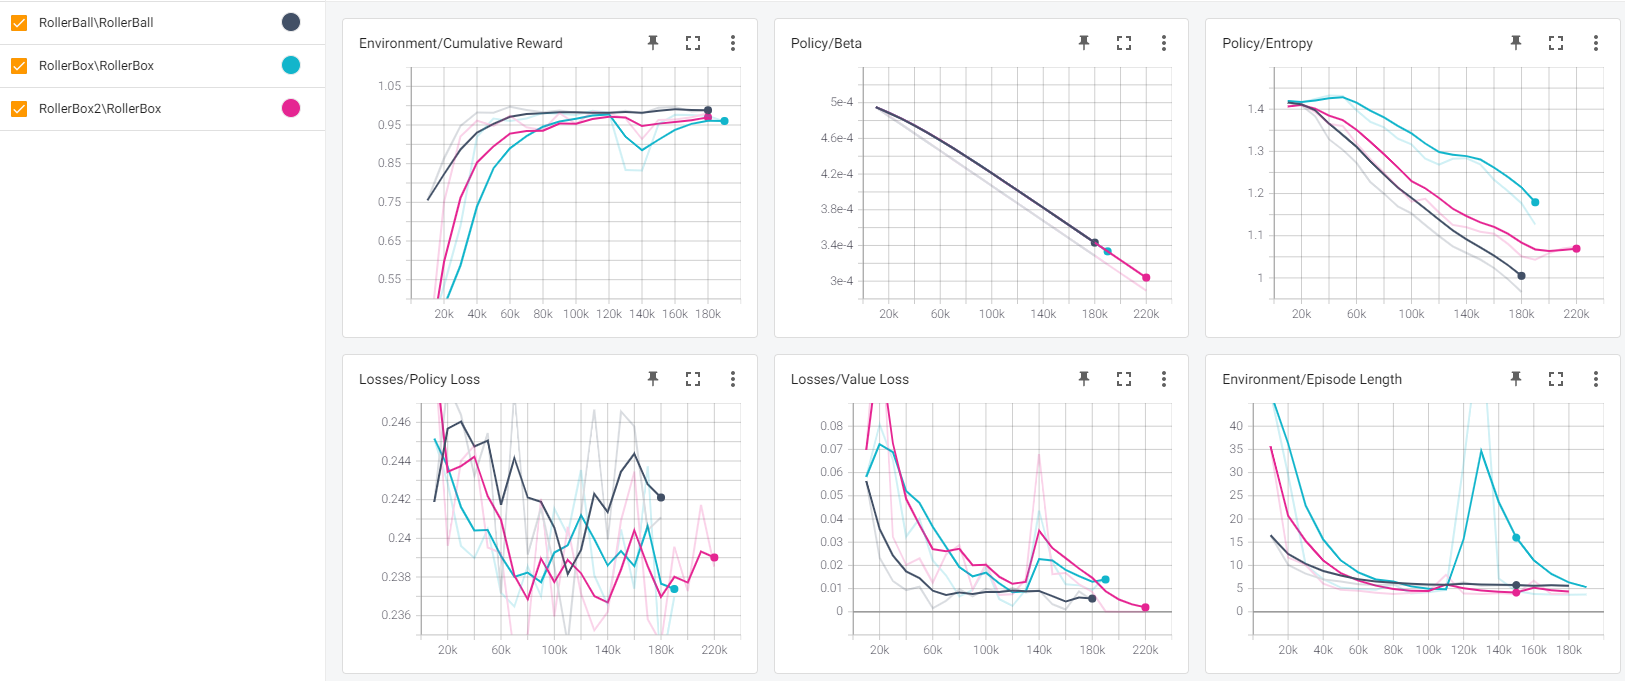 RollerBall\RollerBall
RollerBox\RollerBox
RollerBox2\RollerBox
Environment/Cumulative Reward
1.05
0.95
0.85
0.75
0.65
0.55
20k 40k 60k 80k 100k 120k 140k 160k 180k
Policy/Beta
5e-4
4.6e-4
4.2e-4
3.8e-4
3.4e-4
3e-4
20k 60k 100k 140k 180k 220k
Policy/Entropy
1.4
1.3
1.2
1.1
1
20k 60k 100k 140k 180k 220k
Losses/Policy Loss
0.246
0.244
0.242
0.24
0.238
0.236
20k 60k 100k 140k 180k 220k
Losses/Value Loss
0.08
0.07
0.06
0.05
0.04
0.03
0.02
0.01
0
20k 60k 100k 140k 180k 220k
Environment/Episode Length
40
35
30
25
20
15
10
5
0
20k 40k 60k 80k 100k 120k 140k 160k 180k